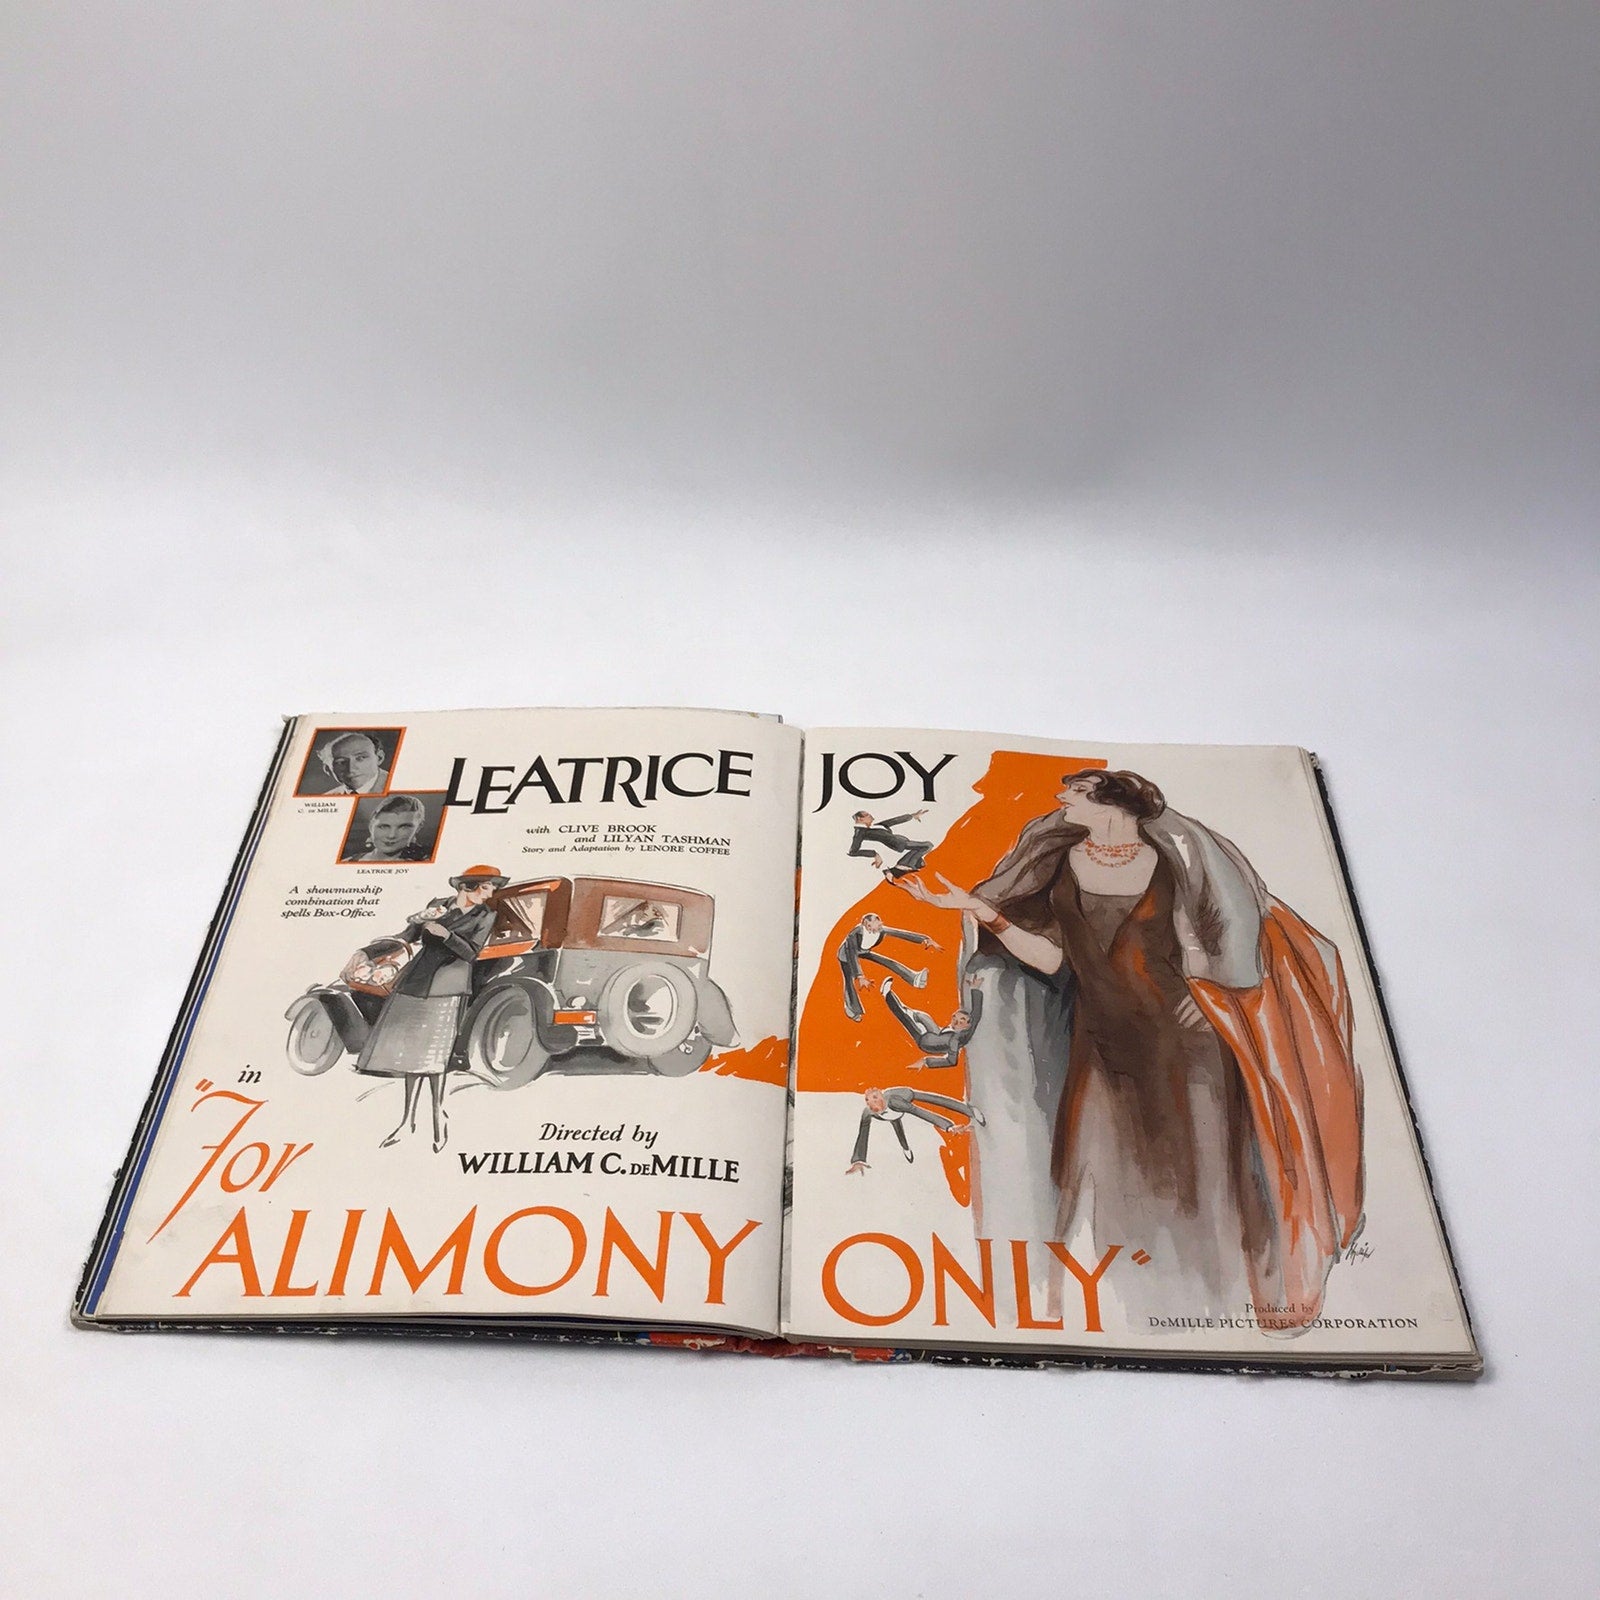 LEATRICE JOY
WILLIAM
C. DE MILLE
with CLIVE BROOK
and LILYAN TASHMAN
Story and Adaptation by LENORE COFFEE
LEATRICE JOY
A showmanship
combination that
spells Box-Office.
in
"For
Directed by
WILLIAM C. DEMILLE
ALIMONY ONLY"
Produced by
DEMILLE PICTURES CORPORATION